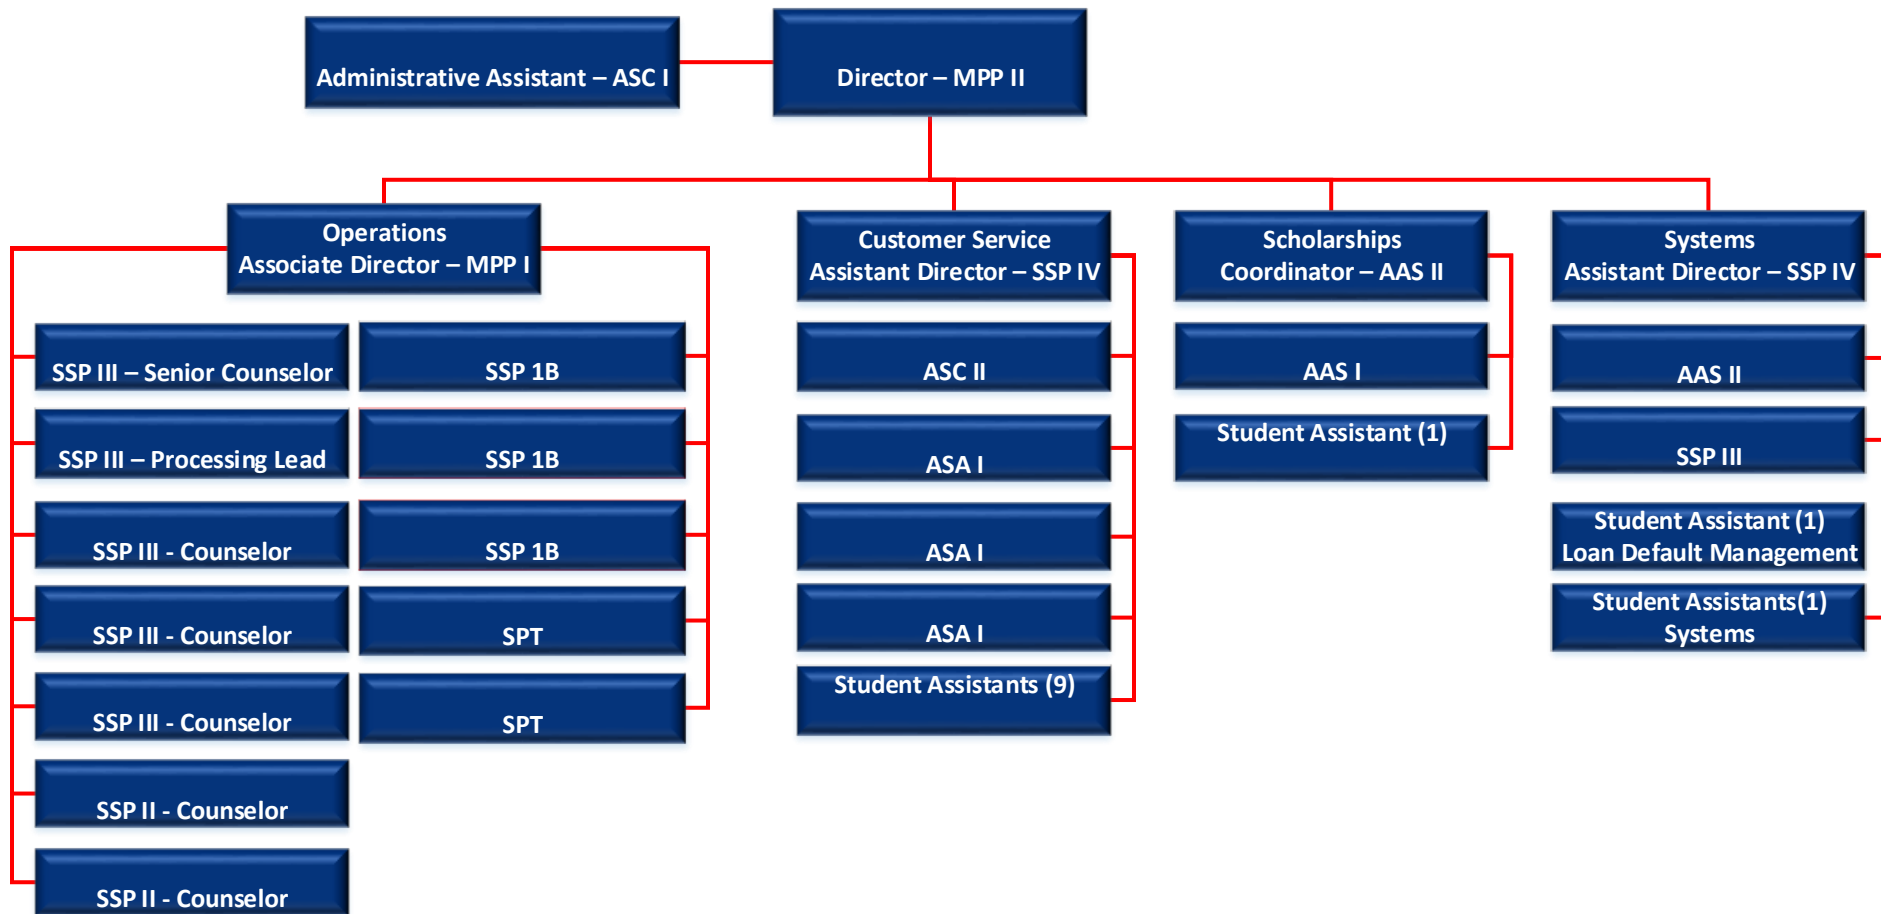 Administrative Assistant – ASC I
Director – MPP II
Operations
Associate Director – MPP I
SSP III – Senior Counselor
SSP III – Processing Lead
SSP III - Counselor
SSP III - Counselor
SSP III - Counselor
SSP II - Counselor
SSP II - Counselor
SSP 1B
SSP 1B
SSP 1B
SPT
SPT
Customer Service
Assistant Director – SSP IV
ASC II
ASA I
ASA I
ASA I
Student Assistants (9)
Scholarships
Coordinator – AAS II
AAS I
Student Assistant (1)
Systems
Assistant Director – SSP IV
AAS II
SSP III
Student Assistant (1)
Loan Default Management
Student Assistants(1)
Systems